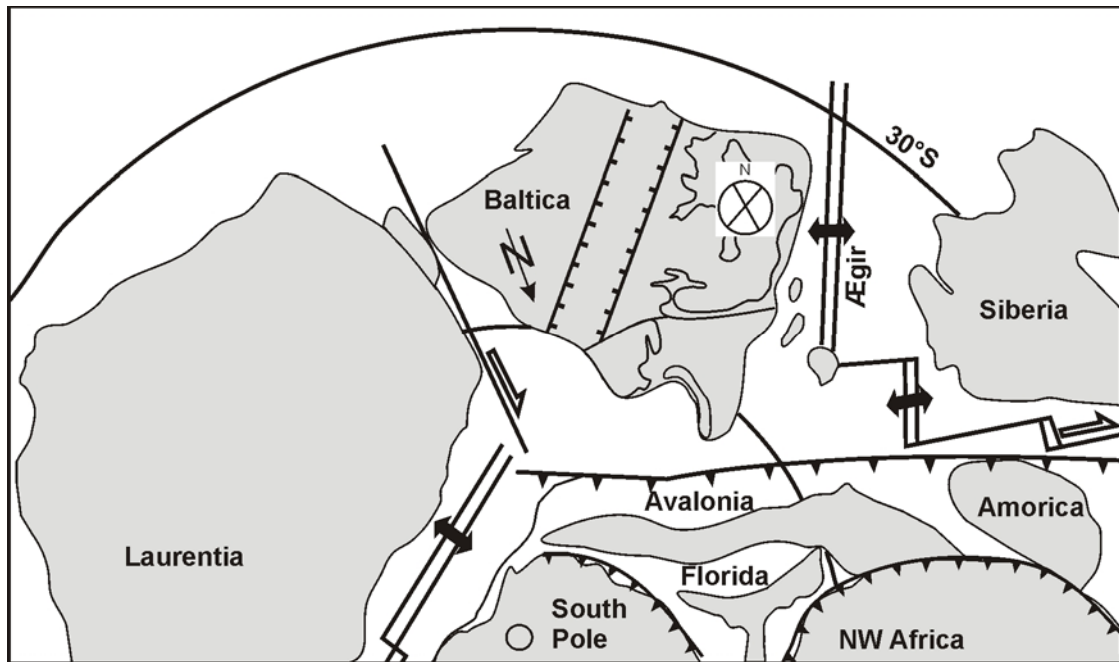 30°S
N
Baltica
N
Ægir
Siberia
Avalonia
Amorica
Laurentia
Florida
South
Pole
NW Africa